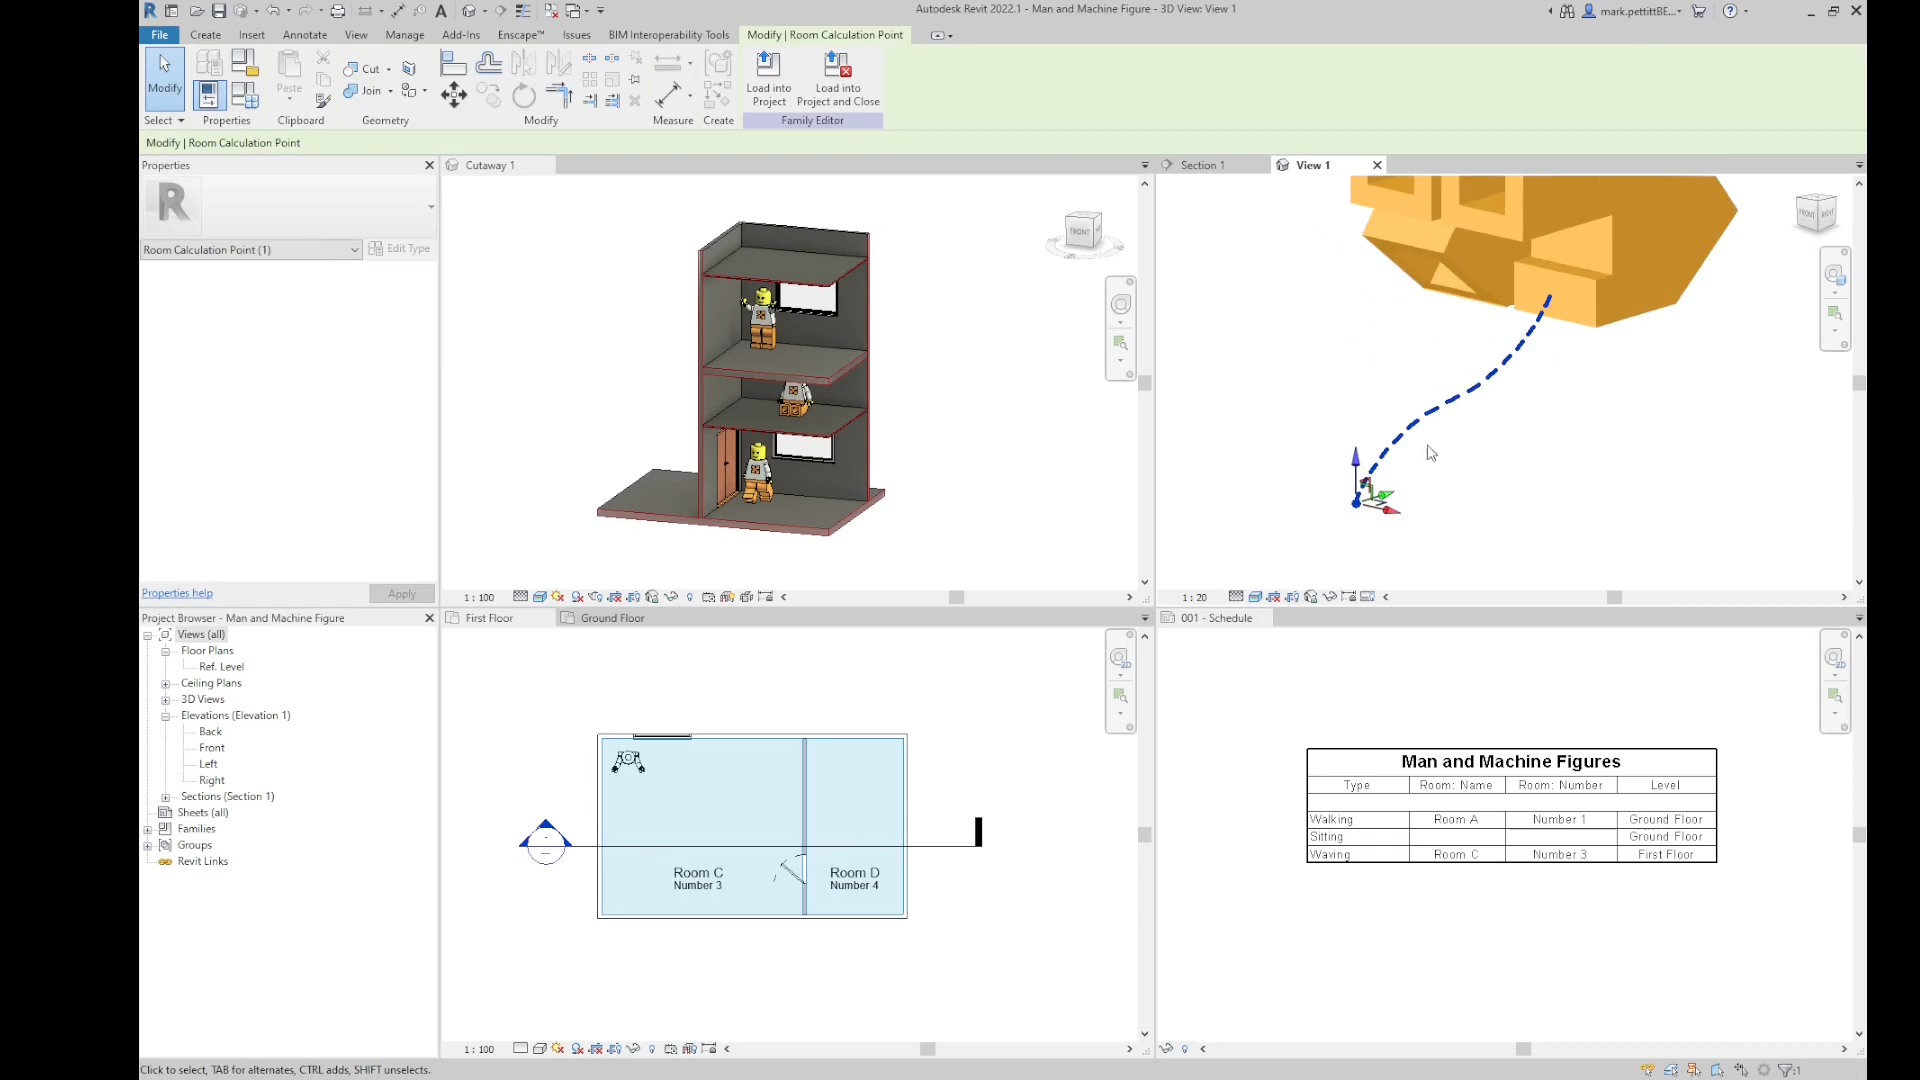 Autodesk Revit 2022.1 - Man and Machine Figure - 3D View: View 1
mark.pettittBE...
File Create Insert Annotate View Manage Add-Ins Enscape™ Issues BIM Interoperability Tools Modify | Room Calculation Point
Modify
Paste
Cut
Join
Load into Project
Load into Project and Close
Select Properties Clipboard Geometry Modify Measure Create Family Editor
Modify | Room Calculation Point
Properties
Room Calculation Point (1)
Edit Type
Properties help
Apply
Project Browser - Man and Machine Figure
Views (all)
Floor Plans
Ref. Level
Ceiling Plans
3D Views
Elevations (Elevation 1)
Back
Front
Left
Right
Sections (Section 1)
Sheets (all)
Families
Groups
Revit Links
Cutaway 1
FRONT
1 : 100
Section 1
View 1
FRONT RIGHT
1 : 20
First Floor
Ground Floor
Room C
Number 3
Room D
Number 4
1 : 100
001 - Schedule
Man and Machine Figures
Type Room: Name Room: Number Level
Walking Room A Number 1 Ground Floor
Sitting Ground Floor
Waving Room C Number 3 First Floor
Click to select, TAB for alternates, CTRL adds, SHIFT unselects.
:1